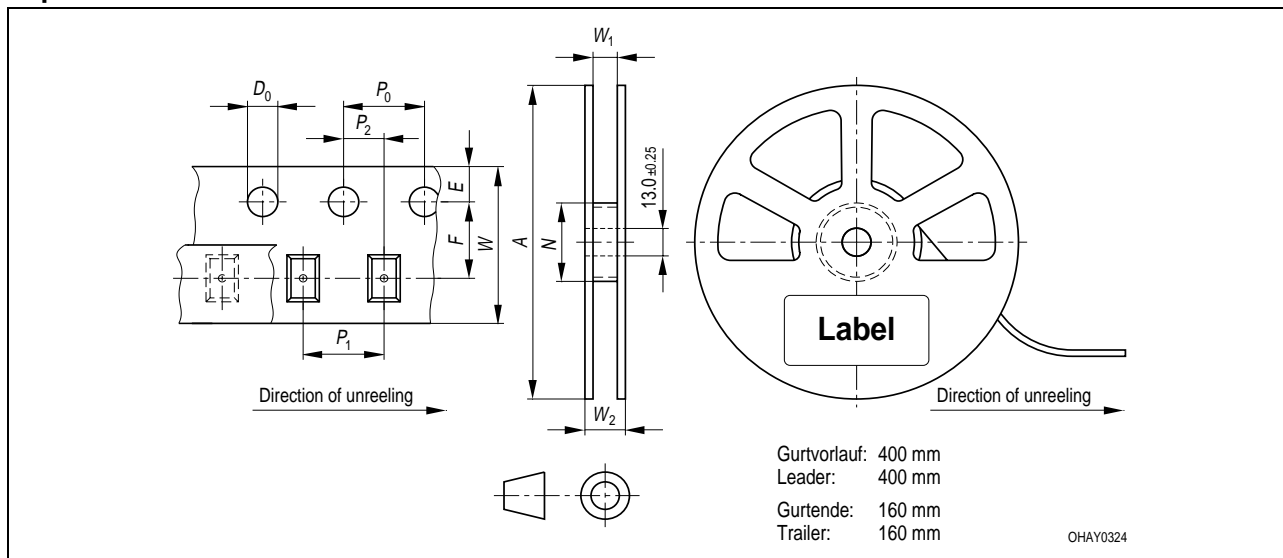 W1
D0
P0
P2
E
F
W
P1
Direction of unreeling
A
N
13.0 ±0.25
W2
Label
Direction of unreeling
Gurtvorlauf: 400 mm
Leader: 400 mm
Gurtende: 160 mm
Trailer: 160 mm
OHAY0324